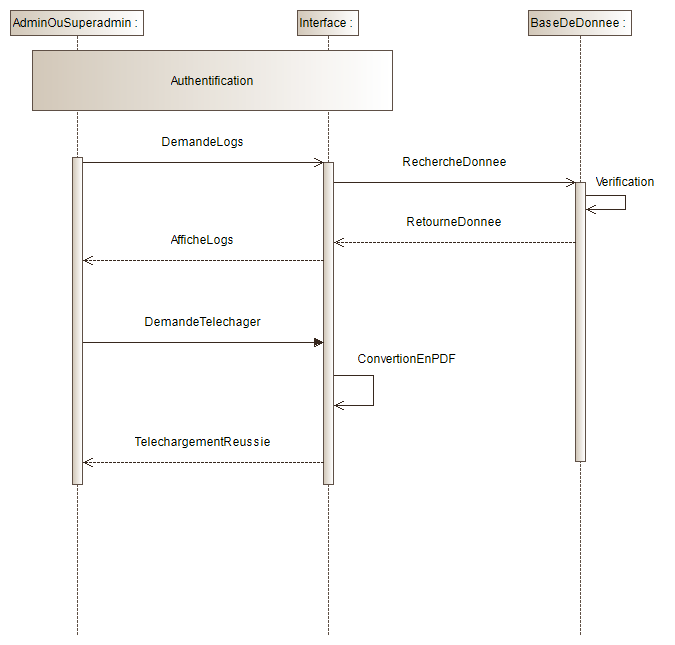 AdminOuSuperadmin :
Interface :
BaseDeDonnee :
Authentification
DemandeLogs
RechercheDonnee
Verification
RetourneDonnee
AfficheLogs
DemandeTelechager
ConvertionEnPDF
TelechargementReussie